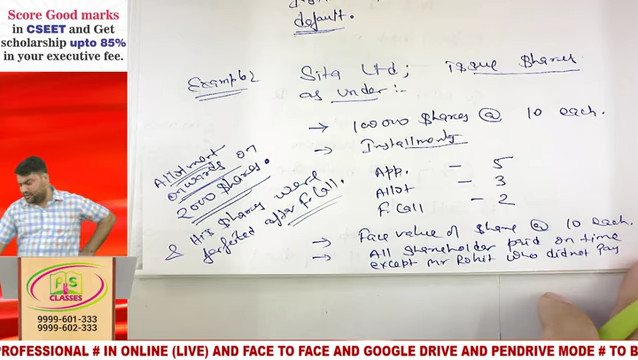 Score Good marks
in CSEET and Get
scholarship upto 85%
in your executive fee.
default.
Example 2
Sita Ltd; issue shares
as under:-
→ 100000 shares @ 10 each.
→ Installments
App. - 5
Allot - 3
F. Call - 2
→ Face value of share @ 10 each.
→ All shareholder paid on time
except Mr Rohit who did not pay
Allotment
onwards on
2000 shares.
& His shares were
forfeited after F. Call.
PS
CLASSES
9999-601-333
9999-602-333
PROFESSIONAL # IN ONLINE (LIVE) AND FACE TO FACE AND GOOGLE DRIVE AND PENDRIVE MODE # TO B